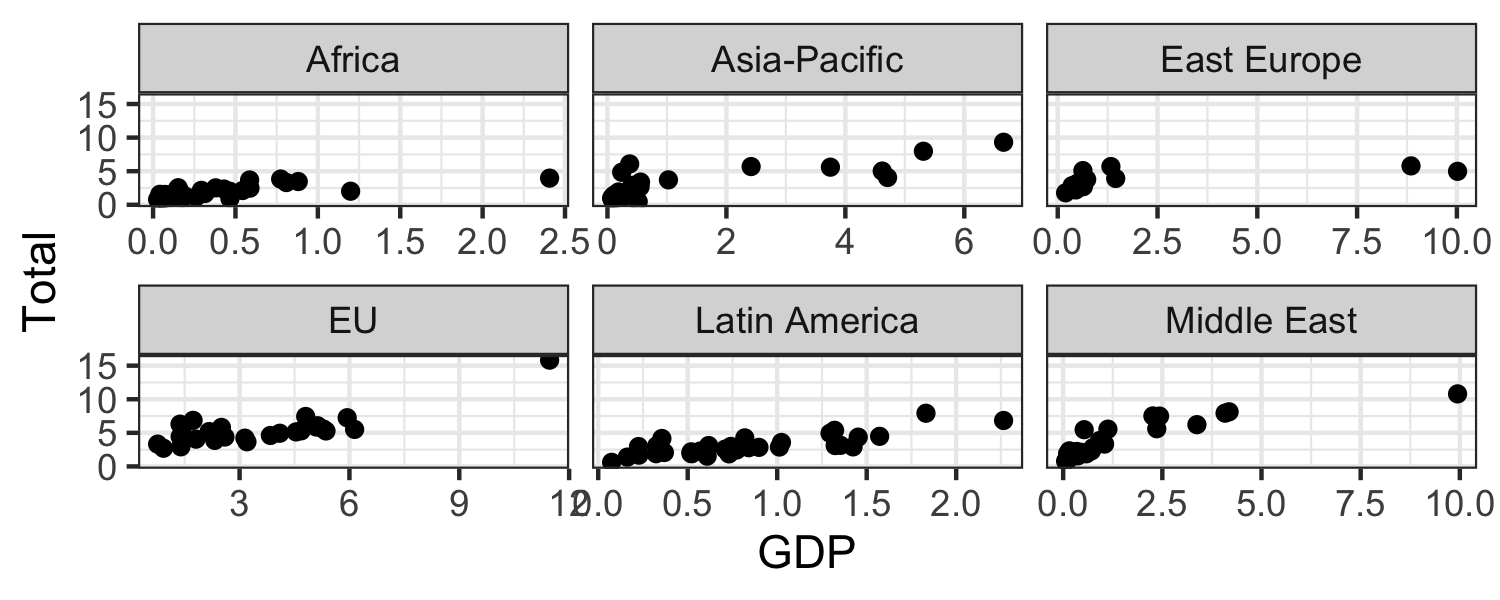 Africa
Asia-Pacific
East Europe
15
10
5
0
0.0 0.5 1.0 1.5 2.0 2.5
0 2 4 6
0.0 2.5 5.0 7.5 10.0
Total
EU
Latin America
Middle East
15
10
5
0
3 6 9 12
0.0 0.5 1.0 1.5 2.0
0.0 2.5 5.0 7.5 10.0
GDP